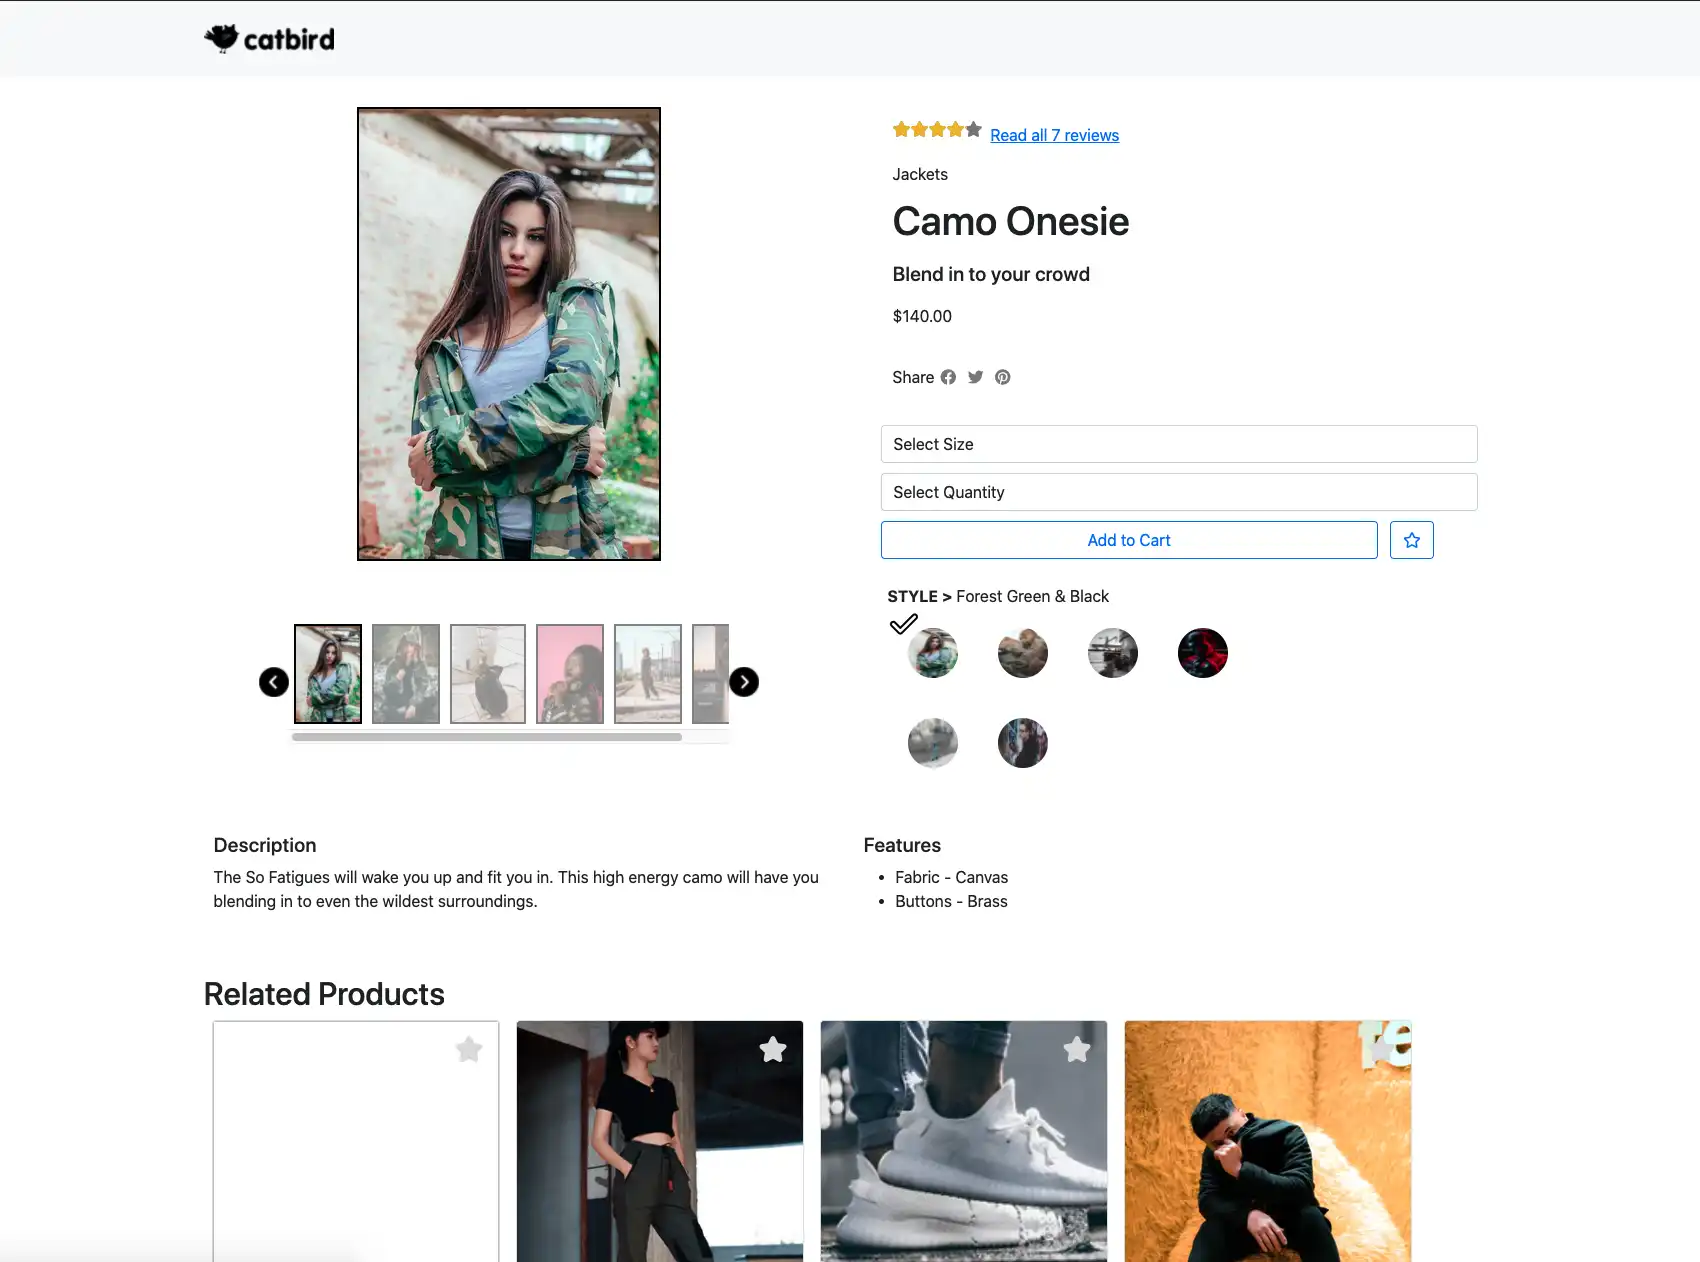 catbird
Read all 7 reviews
Jackets
Camo Onesie
Blend in to your crowd
$140.00
Share
Select Size
Select Quantity
Add to Cart
STYLE > Forest Green & Black
Description
The So Fatigues will wake you up and fit you in. This high energy camo will have you
blending in to even the wildest surroundings.
Features
• Fabric - Canvas
• Buttons - Brass
Related Products